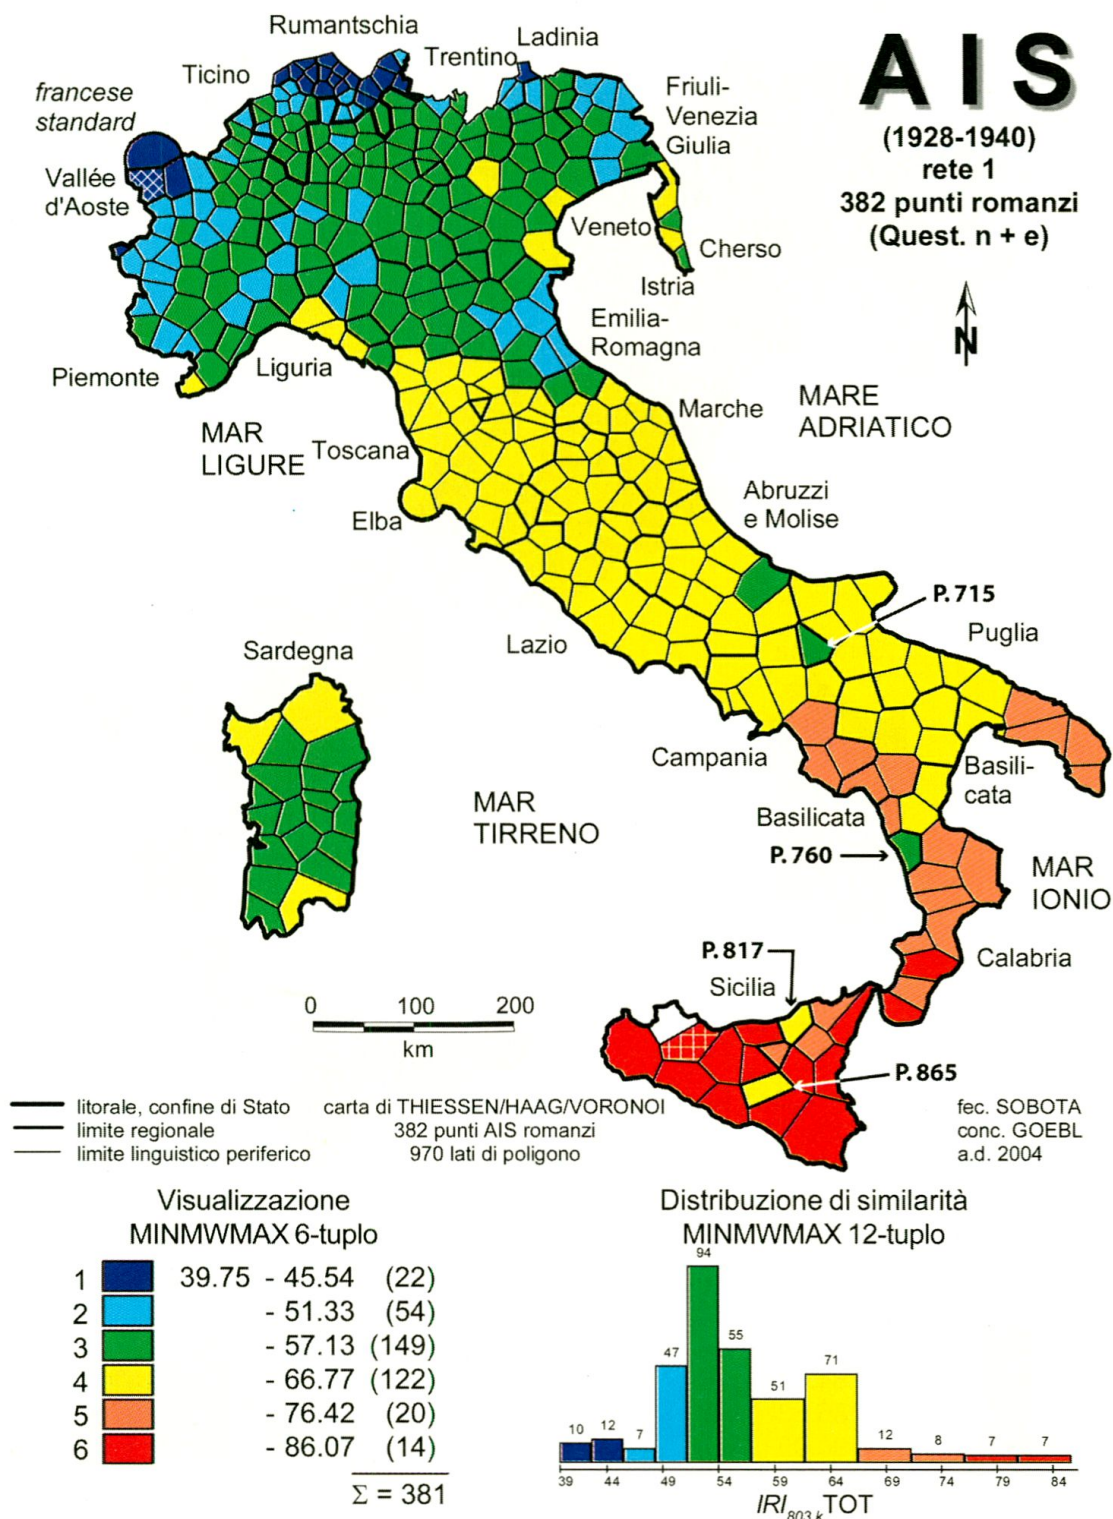 AIS
(1928-1940)
rete 1
382 punti romanzi
(Quest. n + e)
N
Rumantschia
Ladinia
Trentino
Ticino
francese
standard
Friuli-
Venezia
Giulia
Vallée
d'Aoste
Veneto
Cherso
Istria
Emilia-
Romagna
Piemonte
Liguria
Marche
MARE
ADRIATICO
MAR
LIGURE
Toscana
Elba
Abruzzi
e Molise
P.715
Puglia
Lazio
Sardegna
Campania
Basili-
cata
MAR
TIRRENO
Basilicata
P.760
MAR
IONIO
P.817
Sicilia
Calabria
0 100 200
km
P.865
litorale, confine di Stato
limite regionale
limite linguistico periferico
carta di THIESSEN/HAAG/VORONOI
382 punti AIS romanzi
970 lati di poligono
fec. SOBOTA
conc. GOEBL
a.d. 2004
Visualizzazione
MINMWMAX 6-tuplo
1 39.75 - 45.54 (22)
2 - 51.33 (54)
3 - 57.13 (149)
4 - 66.77 (122)
5 - 76.42 (20)
6 - 86.07 (14)
Σ = 381
Distribuzione di similarità
MINMWMAX 12-tuplo
10 12 7 47 94 55 51 71 12 8 7 7
39 44 49 54 59 64 69 74 79 84
IRI803,k TOT